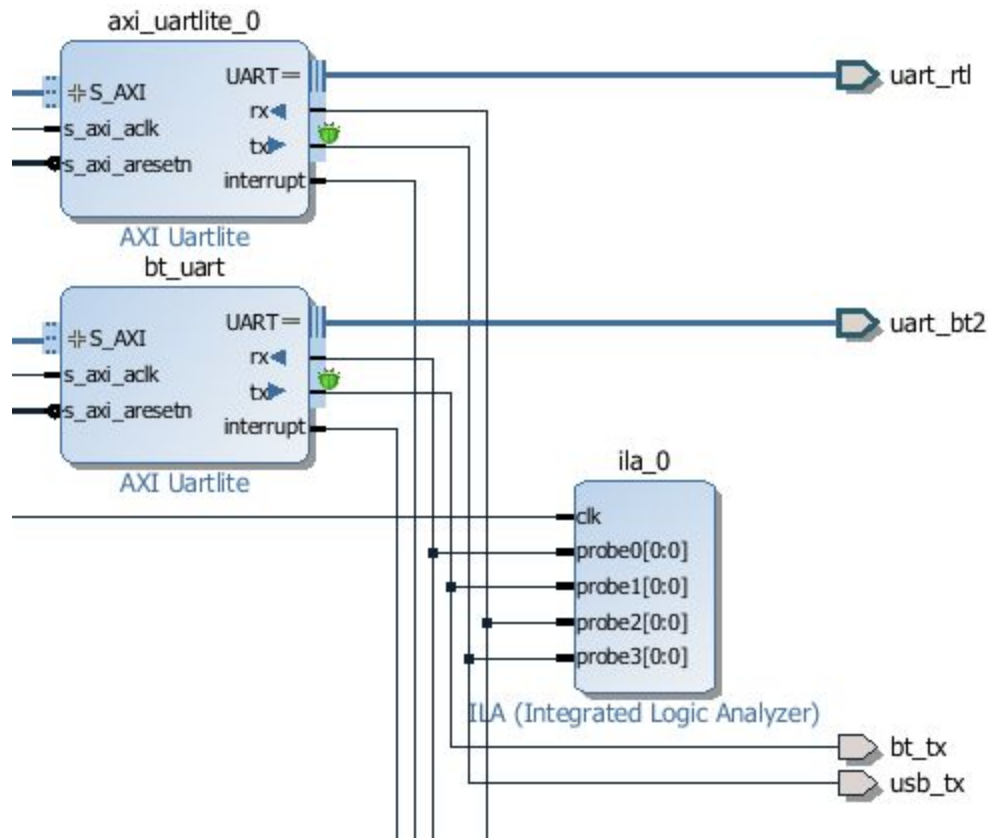 axi_uartlite_0
S_AXI
s_axi_aclk
s_axi_aresetn
UART
rx
tx
interrupt
AXI Uartlite
uart_rtl
bt_uart
S_AXI
s_axi_aclk
s_axi_aresetn
UART
rx
tx
interrupt
AXI Uartlite
uart_bt2
ila_0
clk
probe0[0:0]
probe1[0:0]
probe2[0:0]
probe3[0:0]
ILA (Integrated Logic Analyzer)
bt_tx
usb_tx